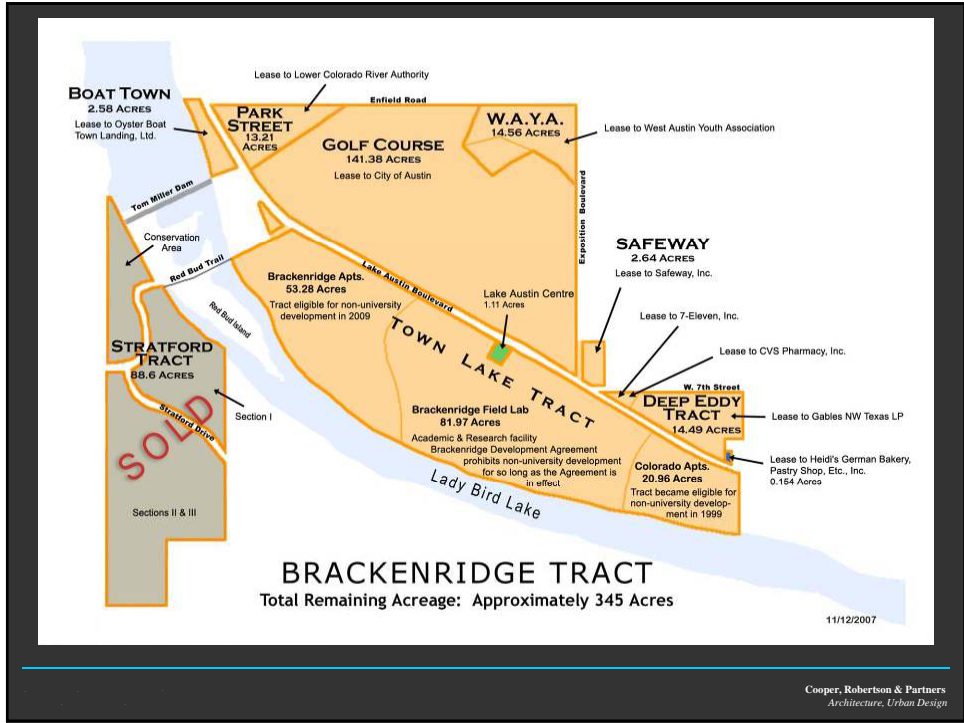 Lease to Lower Colorado River Authority
BOAT TOWN
2.58 ACRES
Lease to Oyster Boat
Town Landing, Ltd.
Enfield Road
PARK
STREET
13.21
ACRES
GOLF COURSE
141.38 ACRES
Lease to City of Austin
W.A.Y.A.
14.56 ACRES
Lease to West Austin Youth Association
Tom Miller Dam
Exposition Boulevard
Conservation
Area
Red Bud Trail
Red Bud Island
Lake Austin Boulevard
SAFEWAY
2.64 ACRES
Lease to Safeway, Inc.
Brackenridge Apts.
53.28 Acres
Tract eligible for non-university
development in 2009
Lake Austin Centre
1.11 Acres
Lease to 7-Eleven, Inc.
TOWN LAKE TRACT
Lease to CVS Pharmacy, Inc.
STRATFORD
TRACT
88.6 ACRES
W. 7th Street
DEEP EDDY
TRACT
14.49 ACRES
Lease to Gables NW Texas LP
Section I
Stratford Drive
SOLD
Brackenridge Field Lab
81.97 Acres
Academic & Research facility
Brackenridge Development Agreement
prohibits non-university development
for so long as the Agreement is
in effect
Colorado Apts.
20.96 Acres
Tract became eligible for
non-university develop-
ment in 1999
Lease to Heidi's German Bakery,
Pastry Shop, Etc., Inc.
0.154 Acres
Lady Bird Lake
Sections II & III
BRACKENRIDGE TRACT
Total Remaining Acreage: Approximately 345 Acres
11/12/2007
Cooper, Robertson & Partners
Architecture, Urban Design